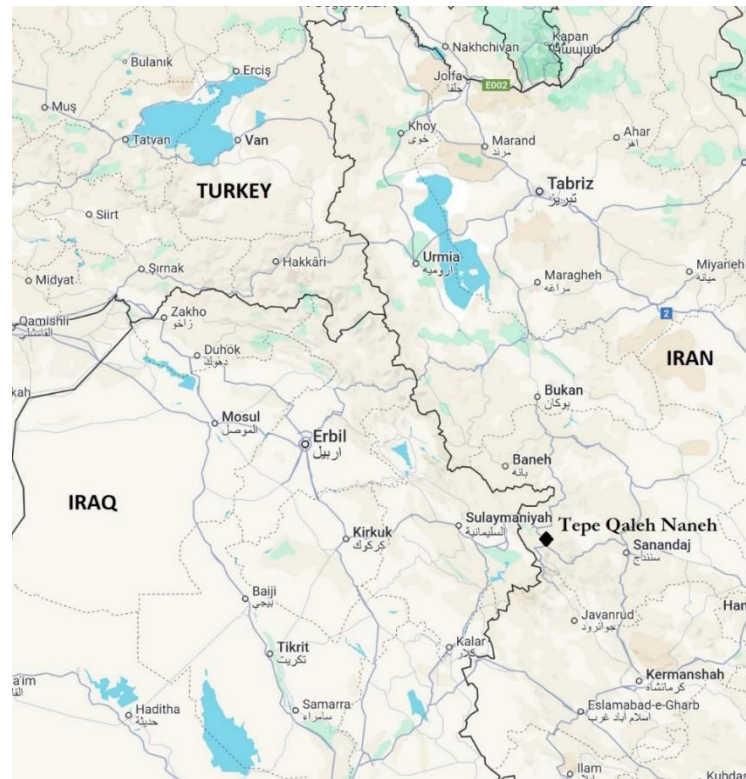 Nakhchivan
Kapan
Կապան
Bulanık
Erciş
Jolfa
جلفا
E002
Muş
Tatvan
Van
Khoy
خوی
Marand
مرند
Ahar
اهر
TURKEY
Tabriz
تبریز
Siirt
Urmia
ارومیه
Hakkâri
Şırnak
Midyat
Maragheh
مراغه
Miyaneh
میانه
Qamishli
القامشلي
Zakho
زاخو
2
Duhok
دهوك
IRAN
Bukan
بوکان
Mosul
الموصل
Erbil
اربيل
Baneh
بانه
IRAQ
Sulaymaniyah
السليمانية
Tepe Qaleh Naneh
Kirkuk
كركوك
Sanandaj
سنندج
Baiji
بيجي
Javanrud
جوانرود
Ham
Tikrit
تكريت
Kalar
كلار
Kermanshah
کرمانشاه
Samarra
سامراء
Haditha
حديثة
Eslamabad-e-Gharb
اسلام آباد غرب
Ilam
ایلام
Kuhdas